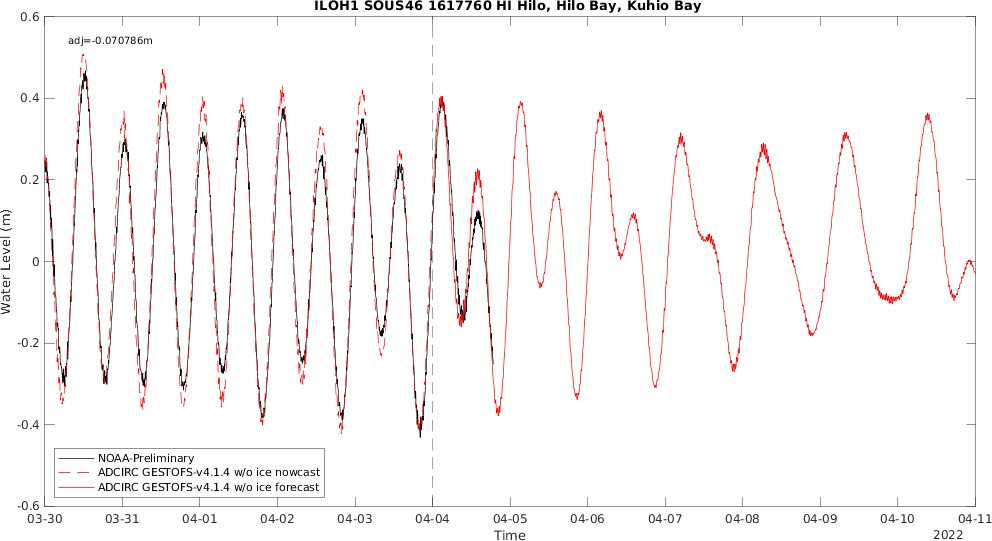 ILOH1 SOUS46 1617760 HI Hilo, Hilo Bay, Kuhio Bay
adj=-0.070786m
0.6
0.4
0.2
0
-0.2
-0.4
-0.6
Water Level (m)
NOAA-Preliminary
ADCIRC GESTOFS-v4.1.4 w/o ice nowcast
ADCIRC GESTOFS-v4.1.4 w/o ice forecast
03-30 03-31 04-01 04-02 04-03 04-04 04-05 04-06 04-07 04-08 04-09 04-10 04-11
Time
2022